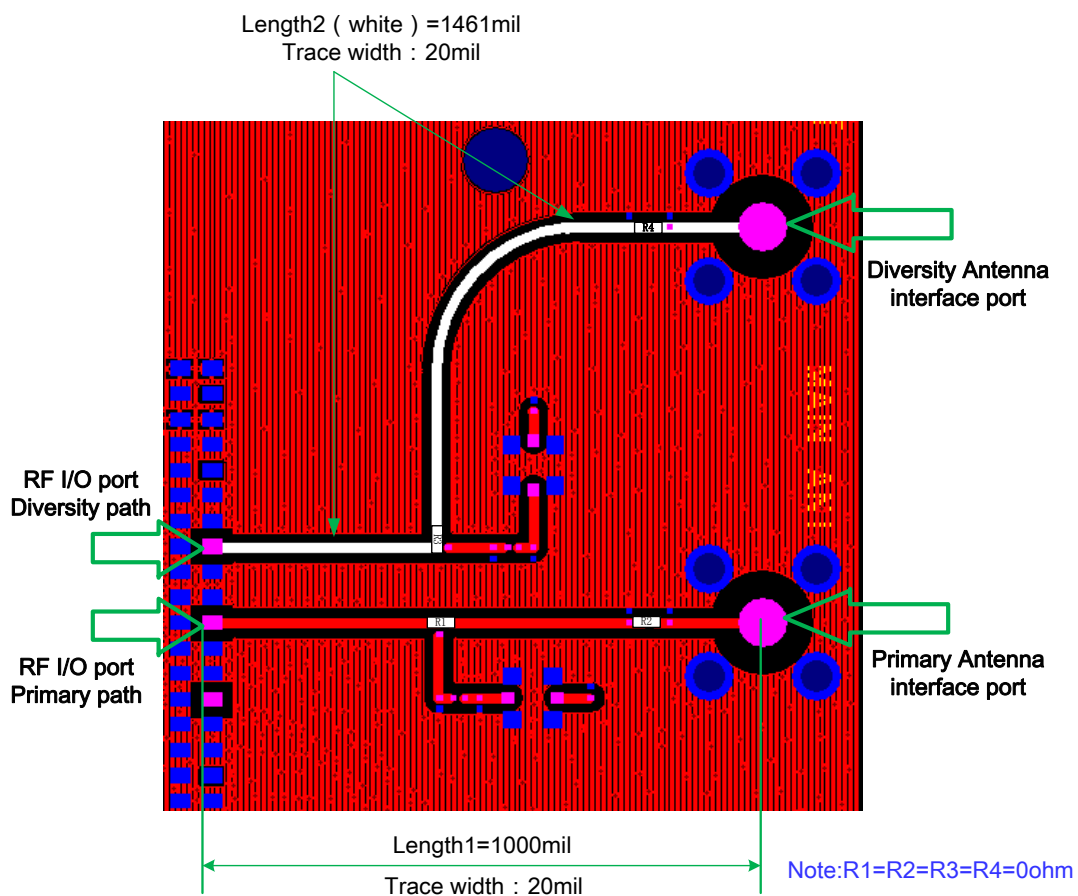 Length2 ( white ) =1461mil
Trace width : 20mil
R4
Diversity Antenna
interface port
RF I/O port
Diversity path
R3
R1
R2
RF I/O port
Primary path
Primary Antenna
interface port
Length1=1000mil
Trace width : 20mil
Note:R1=R2=R3=R4=0ohm